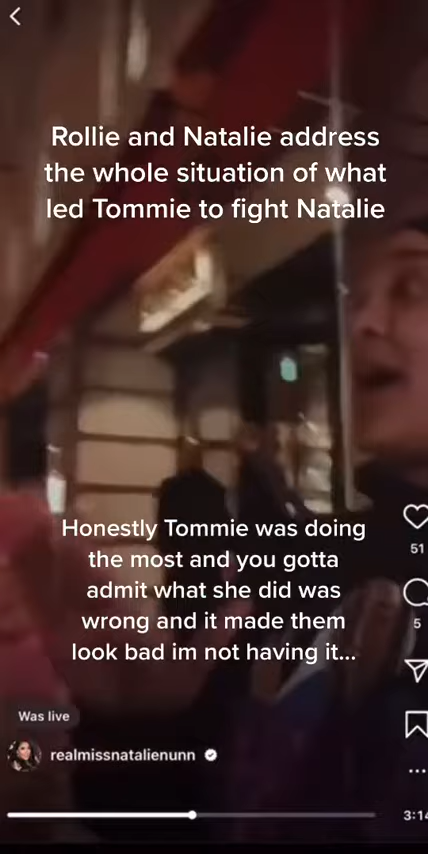 Rollie and Natalie address
the whole situation of what
led Tommie to fight Natalie
Honestly Tommie was doing
the most and you gotta
admit what she did was
wrong and it made them
look bad im not having it...
51
5
Was live
realmissnatalienunn
3:14